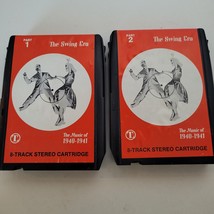 PART
1
The Swing Era
The Music of
1940-1941
8-TRACK STEREO CARTRIDGE
PART
2
The Swing Era
The Music of
1940-1941
8-TRACK STEREO CARTRIDGE